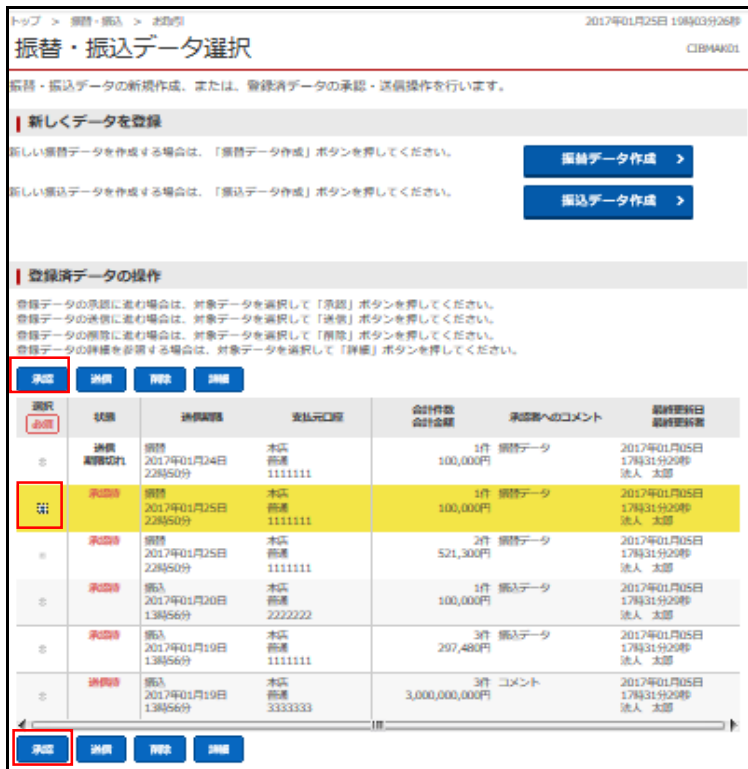 トップ > 振替・振込 > お取引
2017年01月25日 19時03分26秒
振替・振込データ選択
CIBMAK01
振替・振込データの新規作成、または、登録済データの承認・送信操作を行います。
新しくデータを登録
新しい振替データを作成する場合は、「振替データ作成」ボタンを押してください。
振替データ作成 >
新しい振込データを作成する場合は、「振込データ作成」ボタンを押してください。
振込データ作成 >
登録済データの操作
登録データの承認に進む場合は、対象データを選択して「承認」ボタンを押してください。
登録データの送信に進む場合は、対象データを選択して「送信」ボタンを押してください。
登録データの削除に進む場合は、対象データを選択して「削除」ボタンを押してください。
登録データの詳細を参照する場合は、対象データを選択して「詳細」ボタンを押してください。
承認 送信 削除 詳細
選択 状態 送信期限 支払元口座 合計件数 承認者へのコメント 最終更新日
必須 合計金額 最終更新者
送信 振替 本店 1件 振替データ 2017年01月05日
期限切れ 2017年01月24日 普通 100,000円 17時31分29秒
22時50分 1111111 法人 太郎
承認待 振替 本店 1件 振替データ 2017年01月05日
2017年01月25日 普通 100,000円 17時31分29秒
22時50分 1111111 法人 太郎
承認待 振替 本店 2件 振替データ 2017年01月05日
2017年01月25日 普通 521,300円 17時31分29秒
22時50分 1111111 法人 太郎
承認待 振込 本店 1件 振込データ 2017年01月05日
2017年01月20日 普通 100,000円 17時31分29秒
13時56分 2222222 法人 太郎
承認待 振込 本店 3件 振込データ 2017年01月05日
2017年01月19日 普通 297,480円 17時31分29秒
13時56分 1111111 法人 太郎
送信待 振込 本店 3件 コメント 2017年01月05日
2017年01月19日 普通 3,000,000,000円 17時31分29秒
13時56分 3333333 法人 太郎
承認 送信 削除 詳細